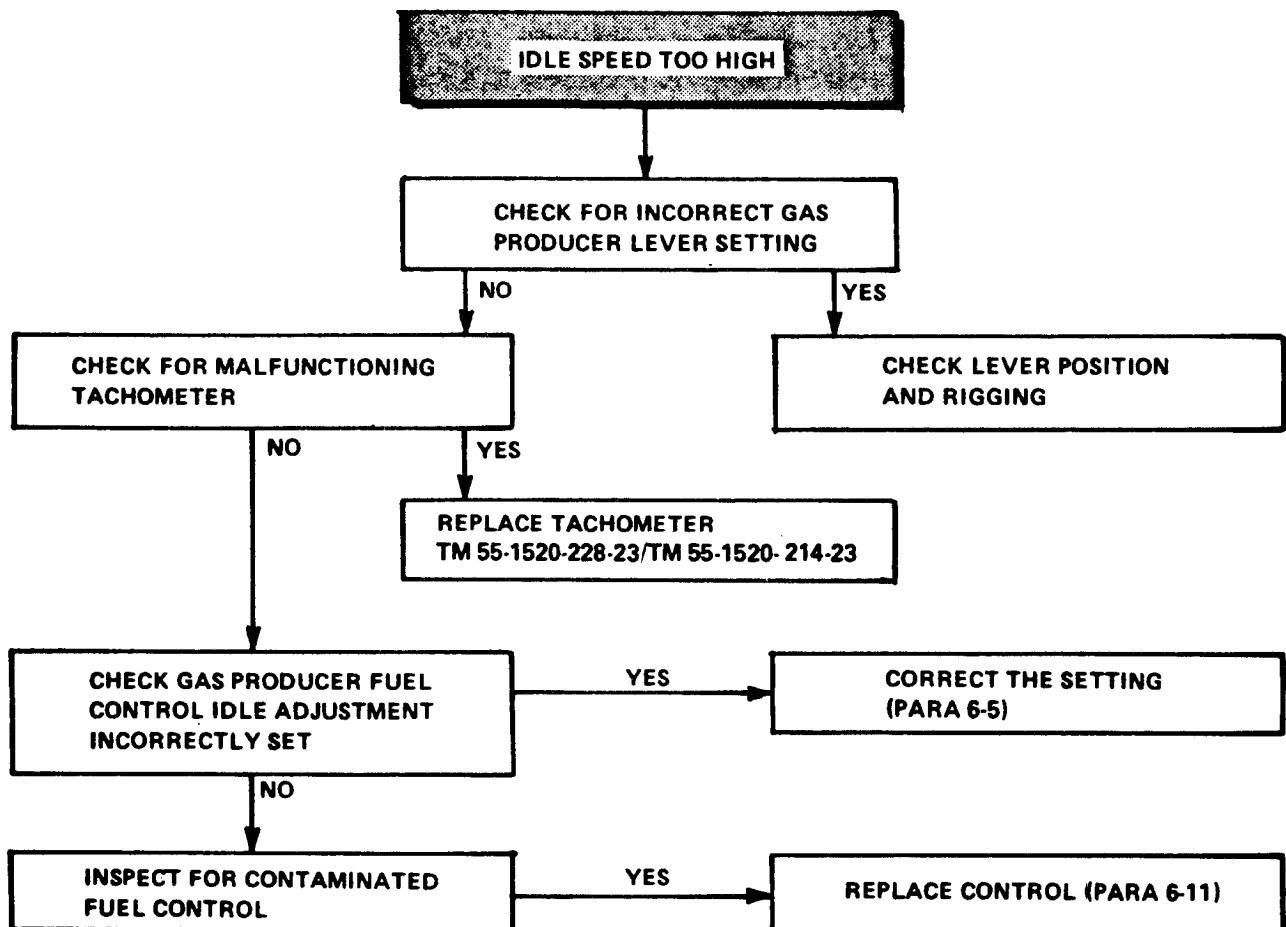 IDLE SPEED TOO HIGH
CHECK FOR INCORRECT GAS
PRODUCER LEVER SETTING
NO
YES
CHECK FOR MALFUNCTIONING
TACHOMETER
CHECK LEVER POSITION
AND RIGGING
NO
YES
REPLACE TACHOMETER
TM 55-1520-228-23/TM 55-1520- 214-23
CHECK GAS PRODUCER FUEL
CONTROL IDLE ADJUSTMENT
INCORRECTLY SET
YES
CORRECT THE SETTING
(PARA 6-5)
NO
INSPECT FOR CONTAMINATED
FUEL CONTROL
YES
REPLACE CONTROL (PARA 6-11)